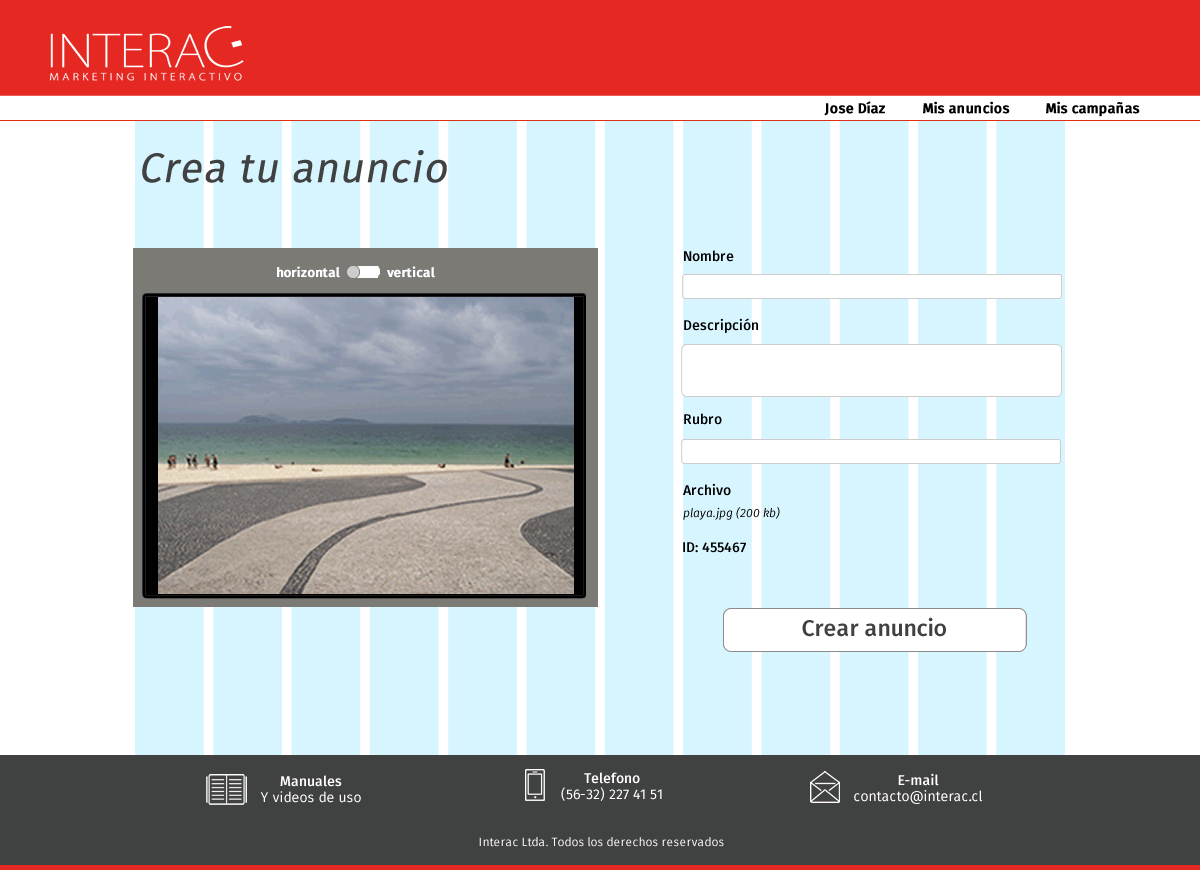 INTERAC
MARKETING INTERACTIVO
Jose Díaz Mis anuncios Mis campañas
Crea tu anuncio
horizontal vertical
Nombre
Descripción
Rubro
Archivo
playa.jpg (200 kb)
ID: 455467
Crear anuncio
Manuales
Y videos de uso
Telefono
(56-32) 227 41 51
E-mail
contacto@interac.cl
Interac Ltda. Todos los derechos reservados